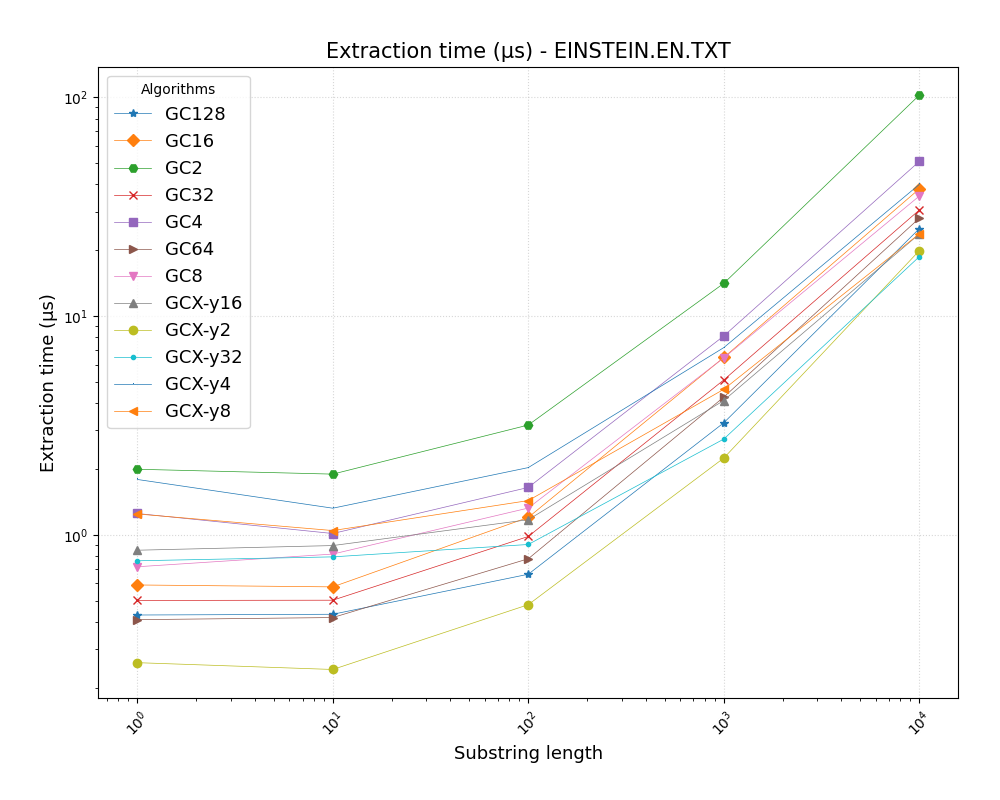 Extraction time (μs) - EINSTEIN.EN.TXT
Extraction time (μs)
10²
10¹
10⁰
Algorithms
GC128
GC16
GC2
GC32
GC4
GC64
GC8
GCX-y16
GCX-y2
GCX-y32
GCX-y4
GCX-y8
10⁰ 10¹ 10² 10³ 10⁴
Substring length